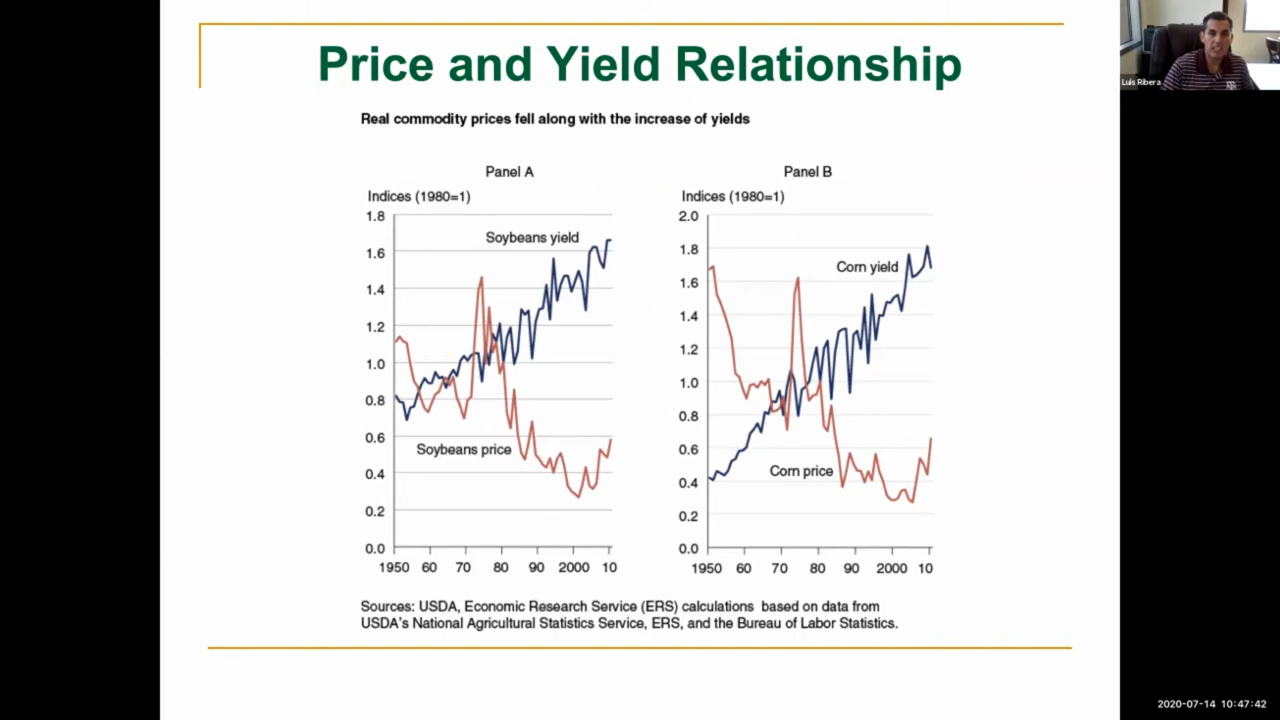 Price and Yield Relationship
Luis Ribera
Real commodity prices fell along with the increase of yields
Panel A
Indices (1980=1)
1.8
1.6
1.4
1.2
1.0
0.8
0.6
0.4
0.2
0.0
Soybeans yield
Soybeans price
1950 60 70 80 90 2000 10
Panel B
Indices (1980=1)
2.0
1.8
1.6
1.4
1.2
1.0
0.8
0.6
0.4
0.2
0.0
Corn yield
Corn price
1950 60 70 80 90 2000 10
Sources: USDA, Economic Research Service (ERS) calculations based on data from
USDA's National Agricultural Statistics Service, ERS, and the Bureau of Labor Statistics.
2020-07-14 10:47:42